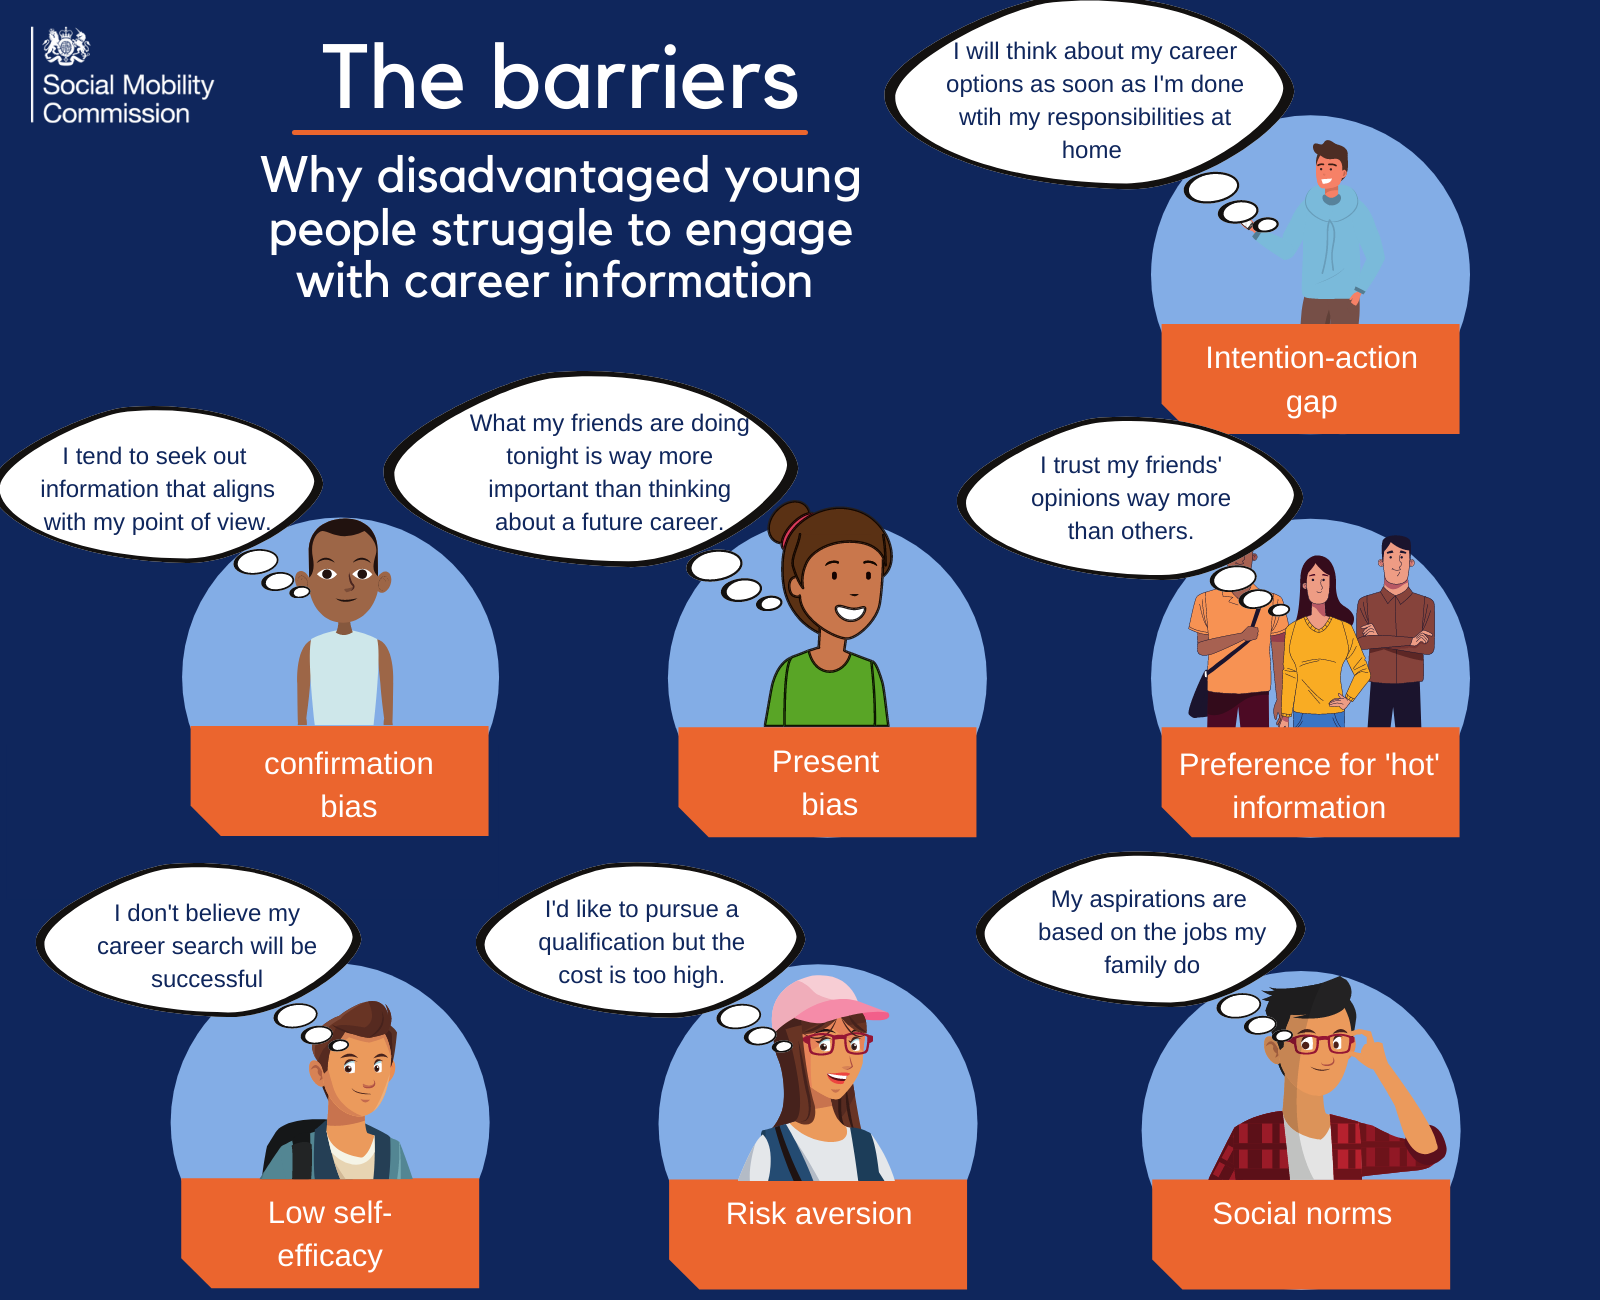 Social Mobility
Commission
The barriers
Why disadvantaged young
people struggle to engage
with career information
I will think about my career
options as soon as I'm done
wtih my responsibilities at
home
Intention-action
gap
I tend to seek out
information that aligns
with my point of view.
confirmation
bias
What my friends are doing
tonight is way more
important than thinking
about a future career.
Present
bias
I trust my friends'
opinions way more
than others.
Preference for 'hot'
information
I don't believe my
career search will be
successful
Low self-
efficacy
I'd like to pursue a
qualification but the
cost is too high.
Risk aversion
My aspirations are
based on the jobs my
family do
Social norms